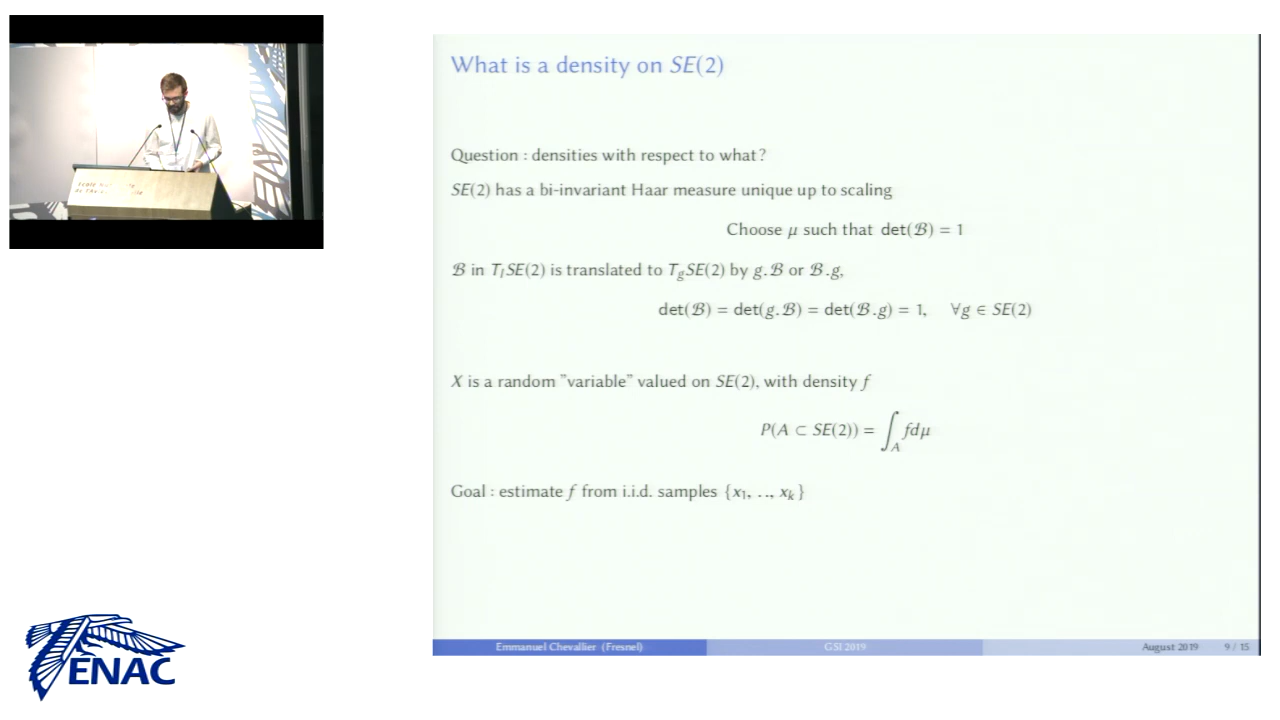 What is a density on SE(2)
Question : densities with respect to what?
SE(2) has a bi-invariant Haar measure unique up to scaling
Choose μ such that det(ℬ) = 1
ℬ in T_I SE(2) is translated to T_g SE(2) by g.ℬ or ℬ.g,
det(ℬ) = det(g.ℬ) = det(ℬ.g) = 1, ∀g ∈ SE(2)
X is a random "variable" valued on SE(2), with density f
P(A ⊂ SE(2)) = ∫_A fdμ
Goal : estimate f from i.i.d. samples {x₁, .., xₖ}
Emmanuel Chevallier (Fresnel) GSI 2019 August 2019 9 / 15
ENAC